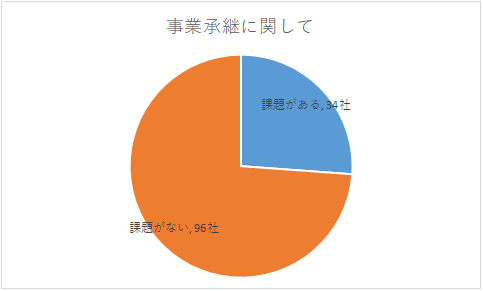 事業承継に関して
課題がある, 34社
課題がない, 96社